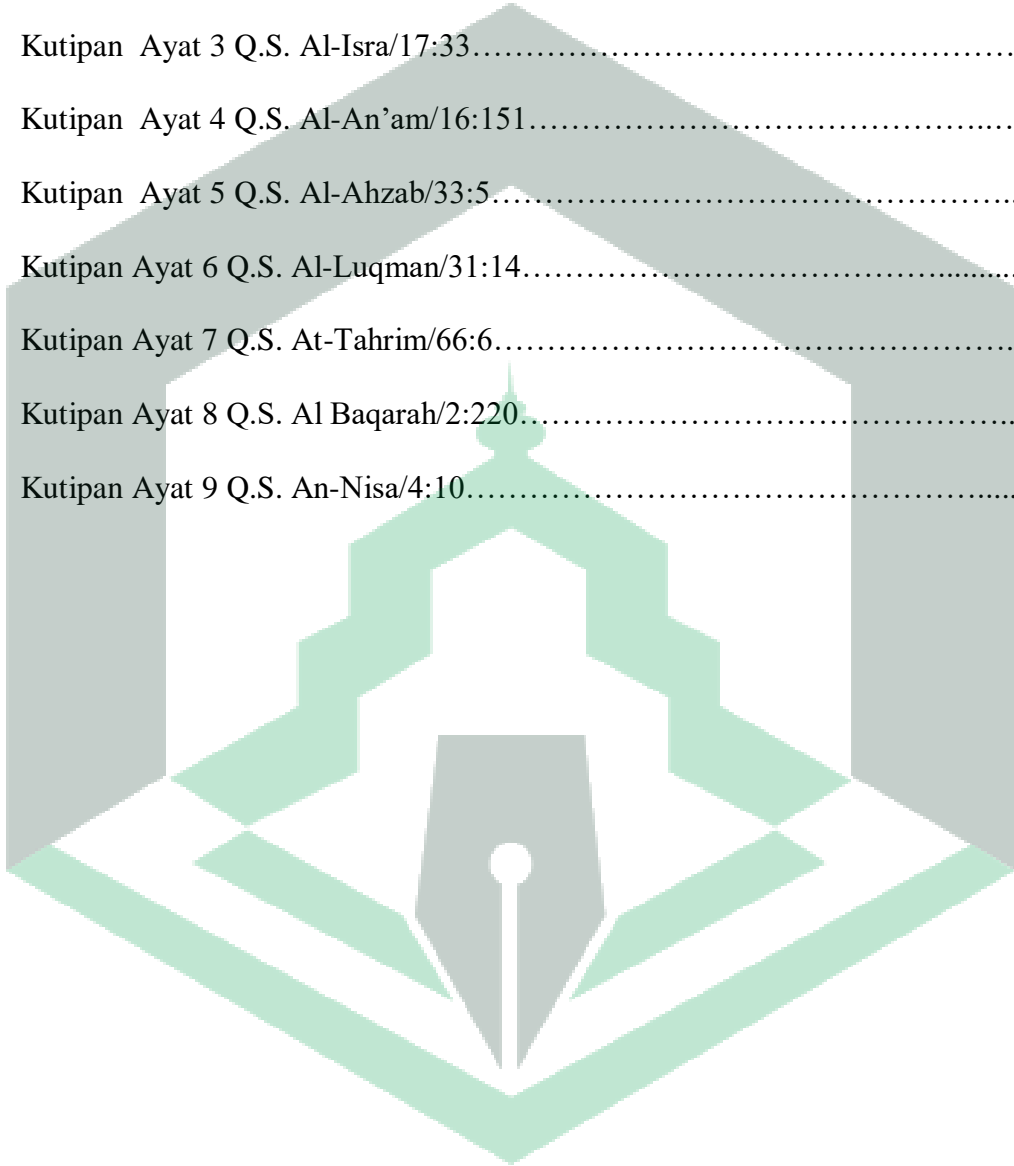 Kutipan Ayat 3 Q.S. Al-Isra/17:33……………………………………………….
Kutipan Ayat 4 Q.S. Al-An’am/16:151……………………………………….…..
Kutipan Ayat 5 Q.S. Al-Ahzab/33:5……………………………………………..
Kutipan Ayat 6 Q.S. Al-Luqman/31:14…………………………………...........
Kutipan Ayat 7 Q.S. At-Tahrim/66:6…………………………………………….
Kutipan Ayat 8 Q.S. Al Baqarah/2:220…………………………………………..
Kutipan Ayat 9 Q.S. An-Nisa/4:10………………………………………….....